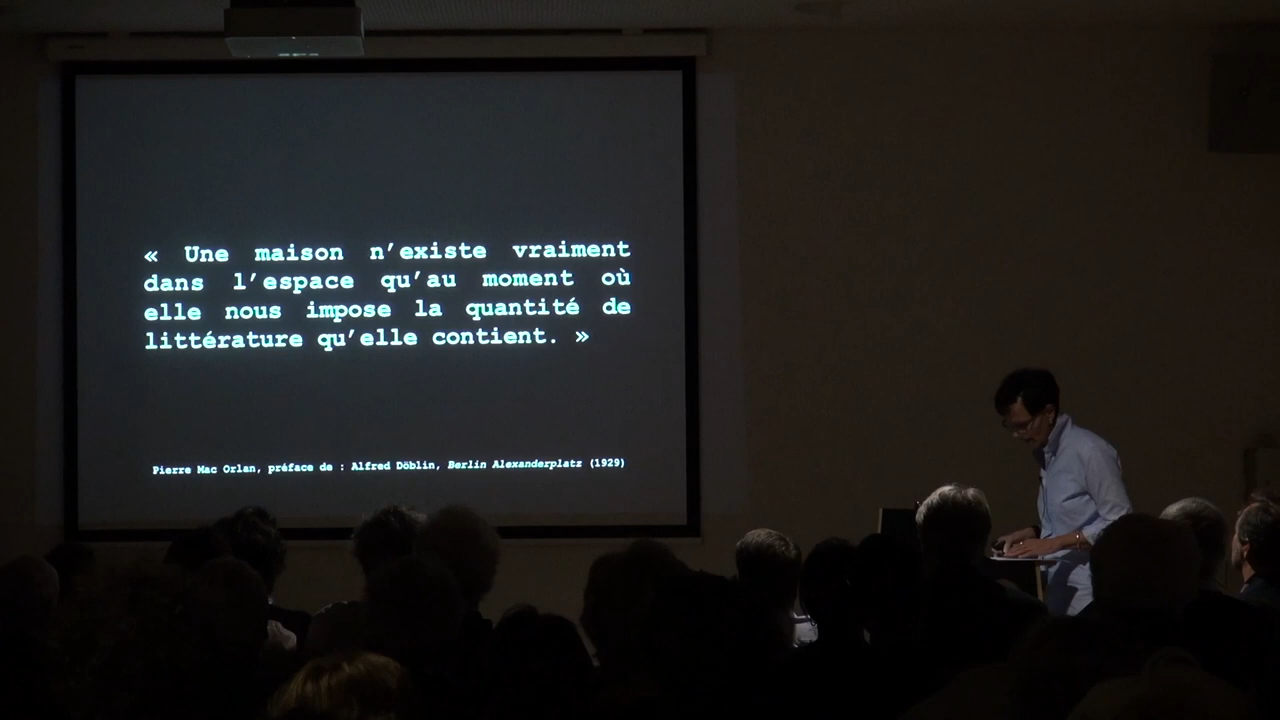 « Une maison n’existe vraiment
dans l’espace qu’au moment où
elle nous impose la quantité de
littérature qu’elle contient. »
Pierre Mac Orlan, préface de : Alfred Döblin, Berlin Alexanderplatz (1929)